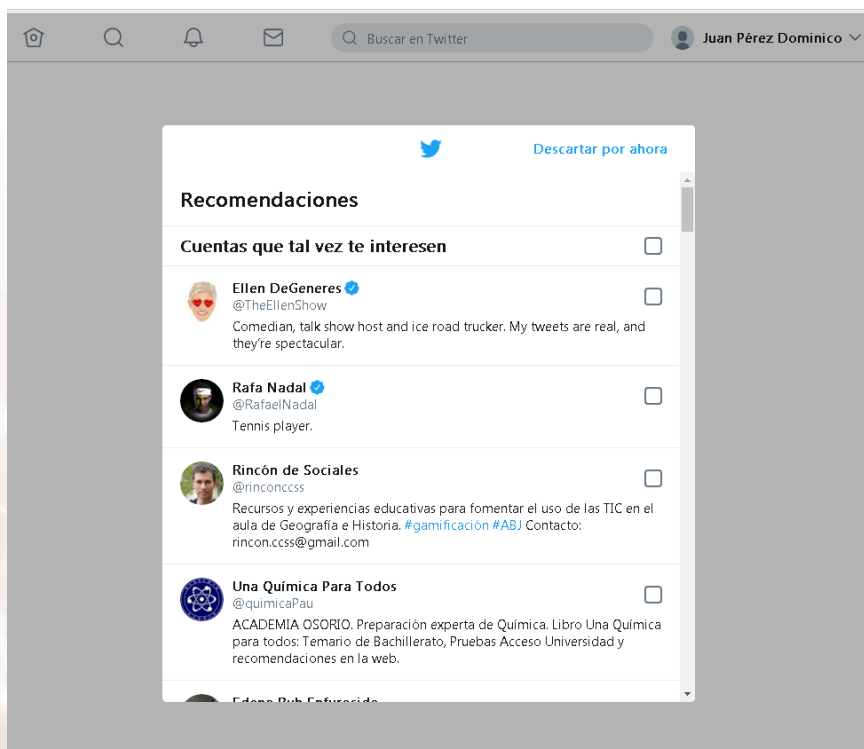 Buscar en Twitter
Juan Pérez Dominico
Descartar por ahora
Recomendaciones
Cuentas que tal vez te interesen
Ellen DeGeneres
@TheEllenShow
Comedian, talk show host and ice road trucker. My tweets are real, and
they're spectacular.
Rafa Nadal
@RafaelNadal
Tennis player.
Rincón de Sociales
@rinconccss
Recursos y experiencias educativas para fomentar el uso de las TIC en el
aula de Geografía e Historia. #gamificación #ABJ Contacto:
rincon.ccss@gmail.com
Una Química Para Todos
@quimicaPau
ACADEMIA OSORIO. Preparación experta de Química. Libro Una Química
para todos: Temario de Bachillerato, Pruebas Acceso Universidad y
recomendaciones en la web.